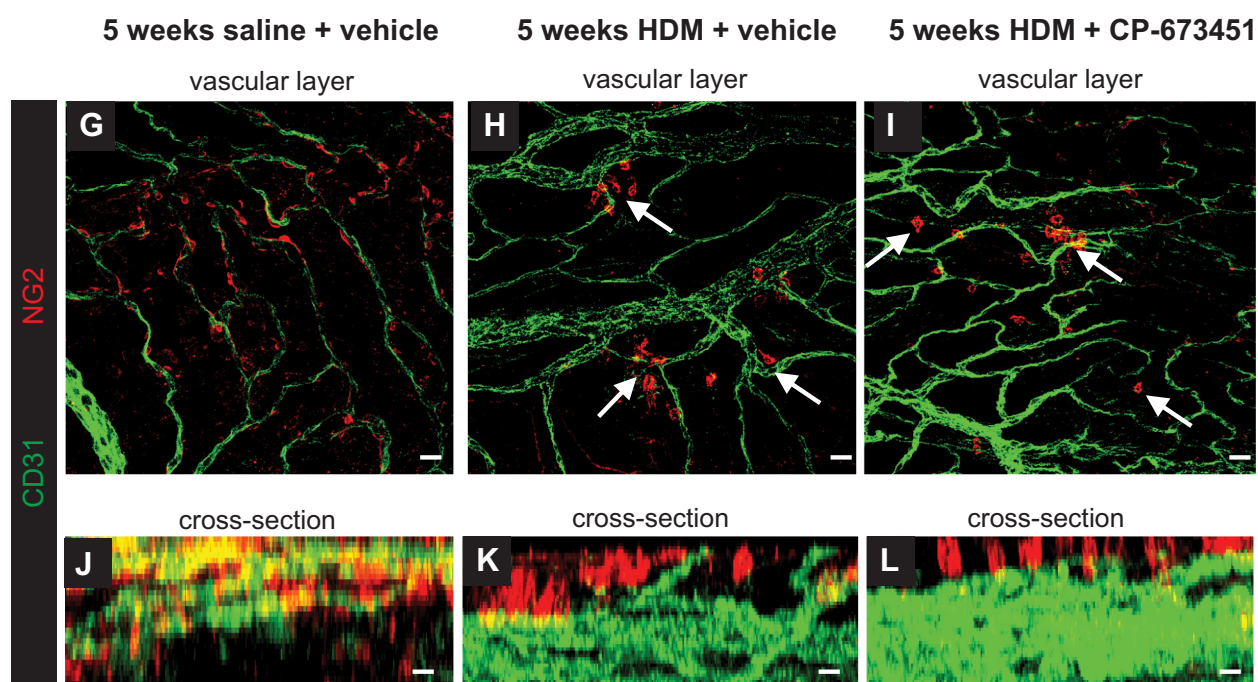 5 weeks saline + vehicle
5 weeks HDM + vehicle
5 weeks HDM + CP-673451
vascular layer
vascular layer
vascular layer
G
H
I
NG2
CD31
cross-section
cross-section
cross-section
J
K
L